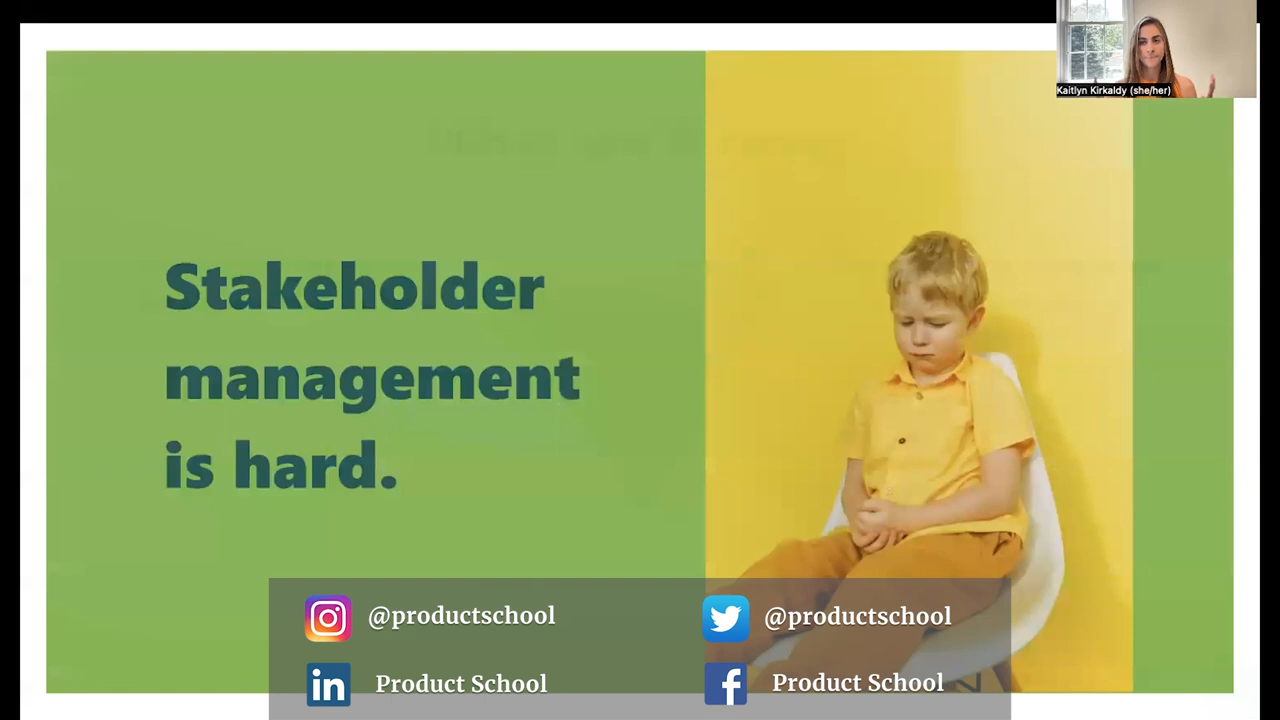 Kaitlyn Kirkaldy (she/her)
Stakeholder
management
is hard.
@productschool
@productschool
Product School
Product School